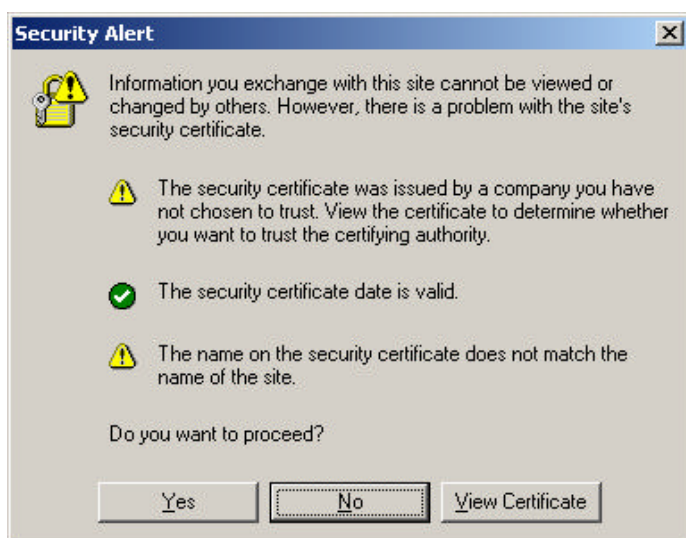 Security Alert
Information you exchange with this site cannot be viewed or
changed by others. However, there is a problem with the site's
security certificate.
The security certificate was issued by a company you have
not chosen to trust. View the certificate to determine whether
you want to trust the certifying authority.
The security certificate date is valid.
The name on the security certificate does not match the
name of the site.
Do you want to proceed?
Yes No View Certificate